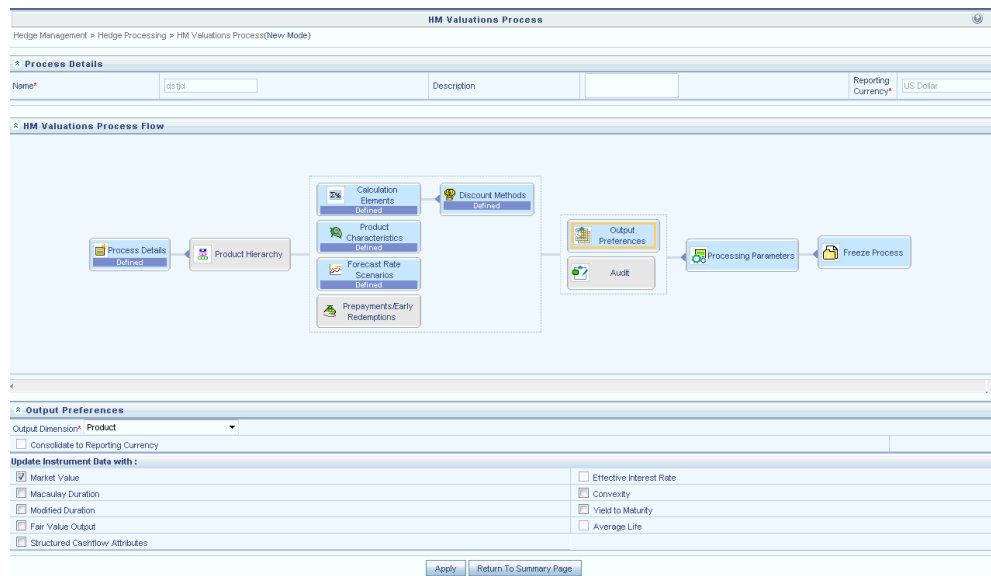 HM Valuations Process
Hedge Management > Hedge Processing > HM Valuations Process(New Mode)
Process Details
Name*
dstjd
Description
Reporting
Currency*
US Dollar
HM Valuations Process Flow
Process Details
Defined
Product Hierarchy
Calculation
Elements
Defined
Discount Methods
Defined
Product
Characteristics
Defined
Forecast Rate
Scenarios
Defined
Prepayments/Early
Redemptions
Output
Preferences
Audit
Processing Parameters
Freeze Process
Output Preferences
Output Dimension* Product
Consolidate to Reporting Currency
Update Instrument Data with :
Market Value
Effective Interest Rate
Macaulay Duration
Convexity
Modified Duration
Yield to Maturity
Fair Value Output
Average Life
Structured Cashflow Attributes
Apply
Return To Summary Page